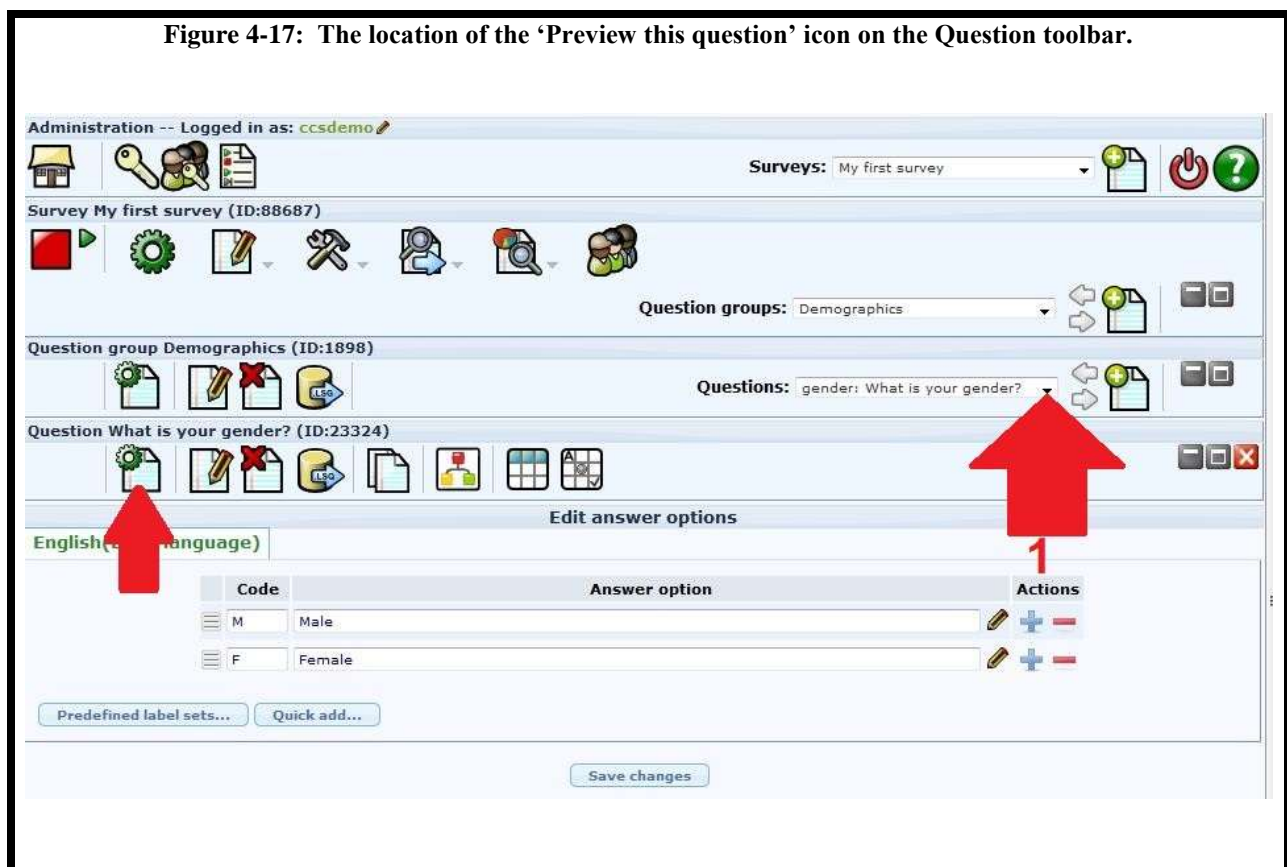 Figure 4-17:  The location of the ‘Preview this question’ icon on the Question toolbar.
Administration -- Logged in as: ccsdemo
Surveys: My first survey
Survey My first survey (ID:88687)
Question groups: Demographics
Question group Demographics (ID:1898)
Questions: gender: What is your gender?
Question What is your gender? (ID:23324)
Edit answer options
English( language)
1
Code Answer option Actions
M Male
F Female
Predefined label sets... Quick add...
Save changes